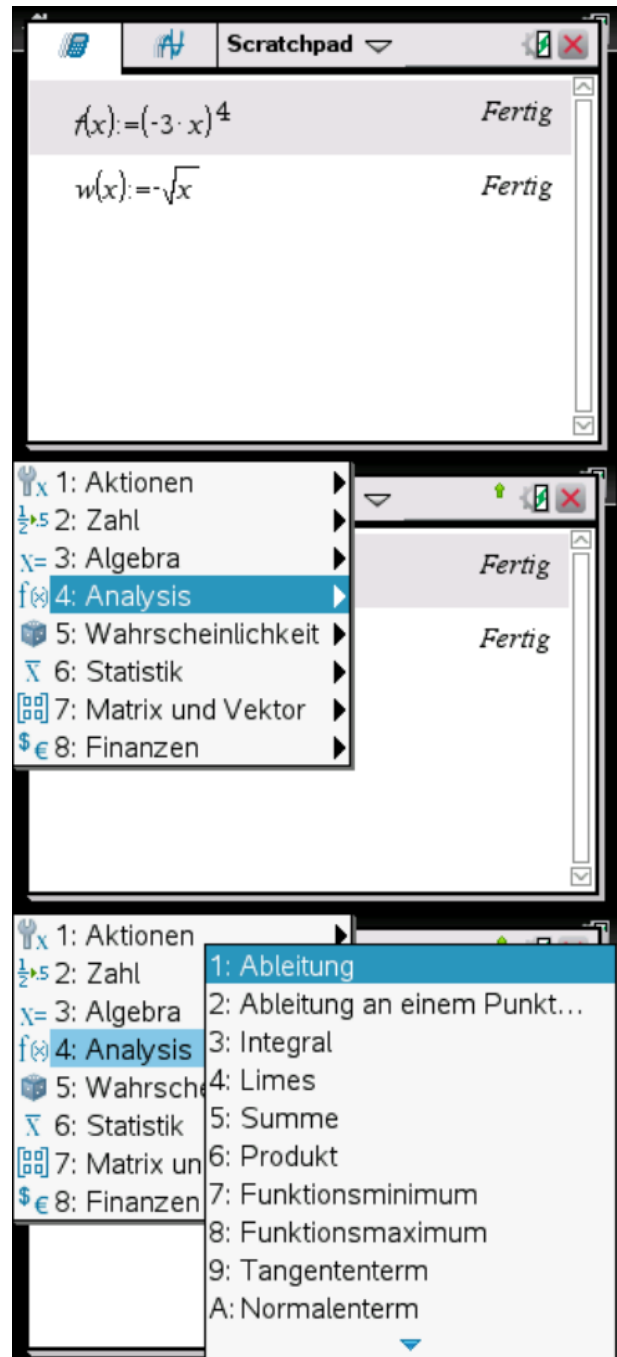 Scratchpad
f(x):=(-3·x)⁴ Fertig
w(x):=-√x Fertig
1: Aktionen
2: Zahl
3: Algebra
4: Analysis
5: Wahrscheinlichkeit
6: Statistik
7: Matrix und Vektor
8: Finanzen
Fertig
Fertig
1: Aktionen
2: Zahl
3: Algebra
4: Analysis
5: Wahrsche
6: Statistik
7: Matrix un
8: Finanzen
1: Ableitung
2: Ableitung an einem Punkt...
3: Integral
4: Limes
5: Summe
6: Produkt
7: Funktionsminimum
8: Funktionsmaximum
9: Tangententerm
A: Normalenterm